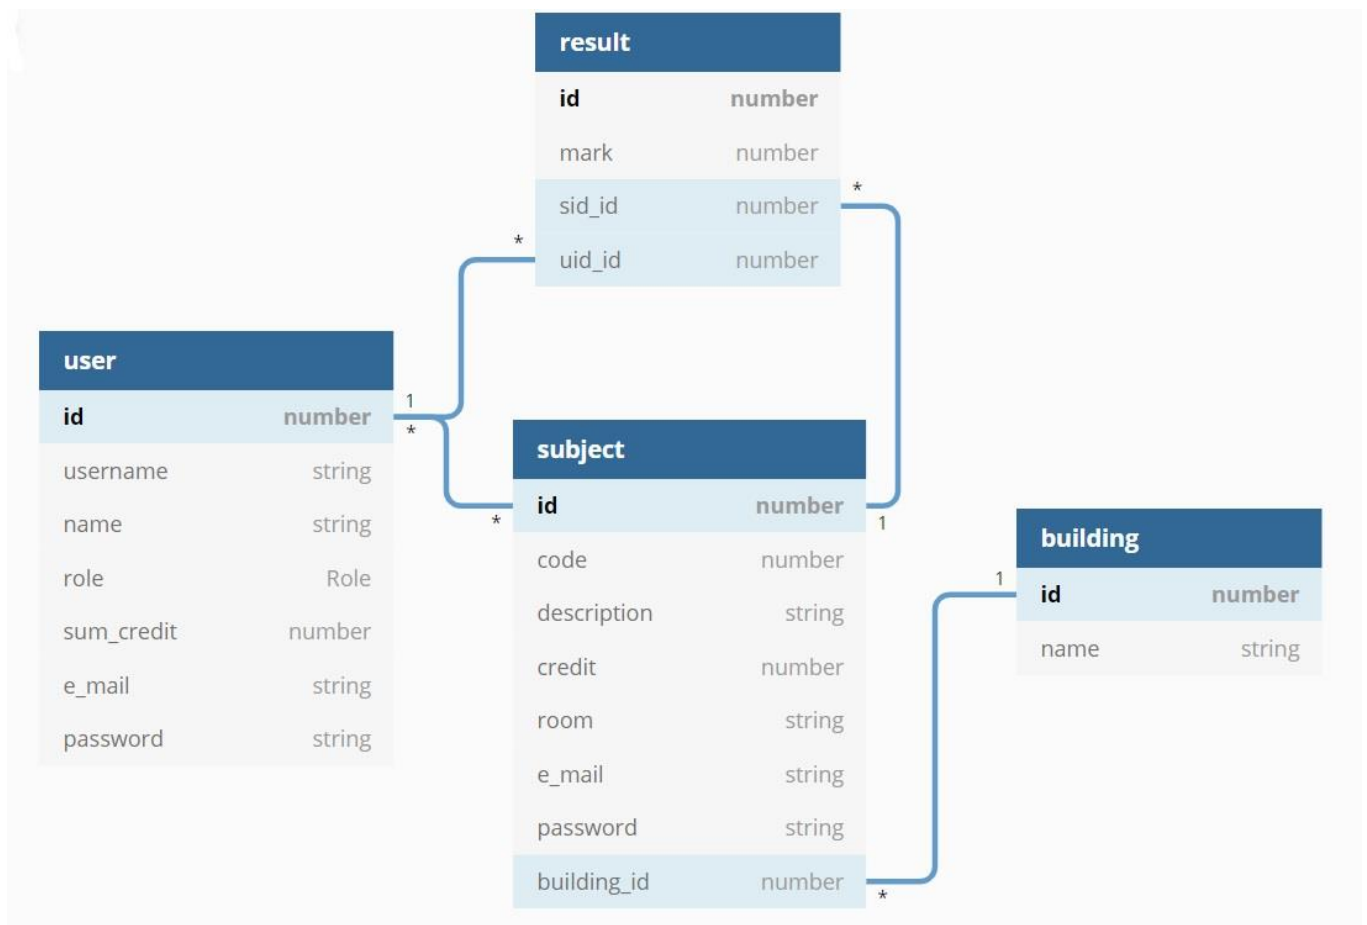 result
id number
mark number
sid_id number
*
uid_id number
*
user
id number
1
*
username string
name string
role Role
sum_credit number
e_mail string
password string
subject
id number
*
1
code number
description string
credit number
room string
e_mail string
password string
building_id number
*
building
1
id number
name string